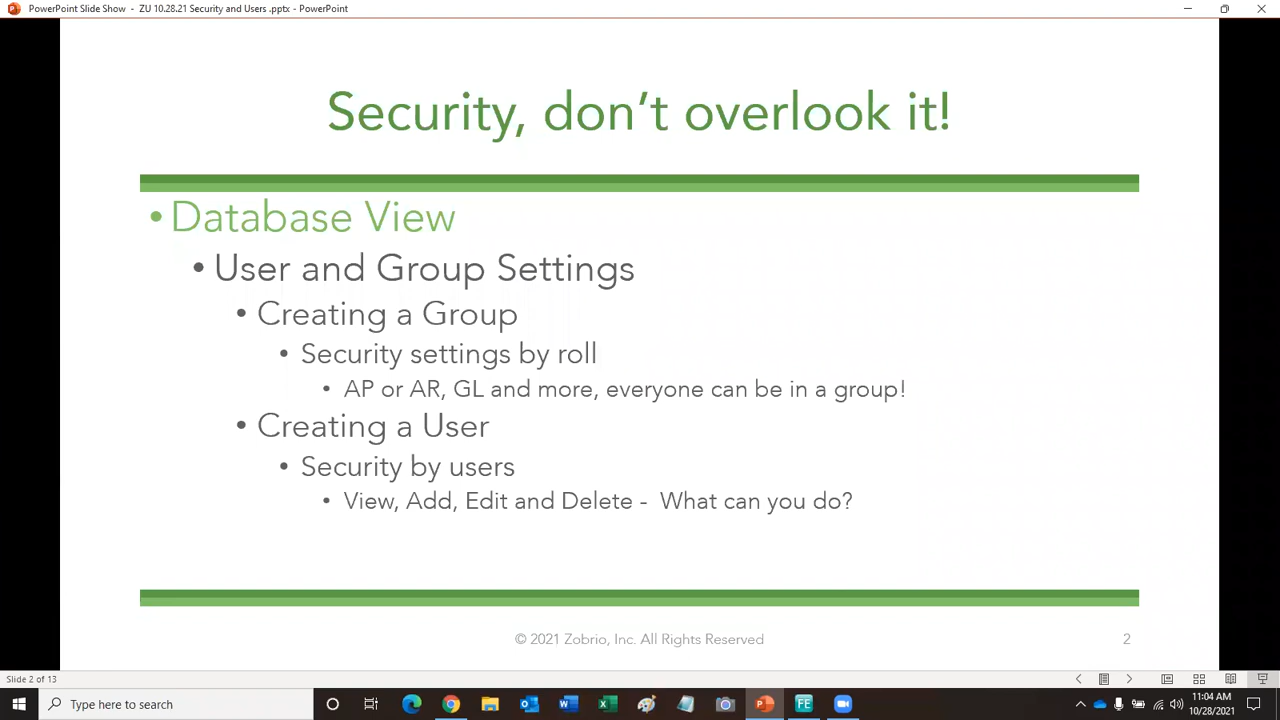 PowerPoint Slide Show - ZU 10.28.21 Security and Users .pptx - PowerPoint
Security, don't overlook it!
• Database View
• User and Group Settings
• Creating a Group
• Security settings by roll
• AP or AR, GL and more, everyone can be in a group!
• Creating a User
• Security by users
• View, Add, Edit and Delete - What can you do?
© 2021 Zobrio, Inc. All Rights Reserved
2
Slide 2 of 13
Type here to search
FE
11:04 AM
10/28/2021